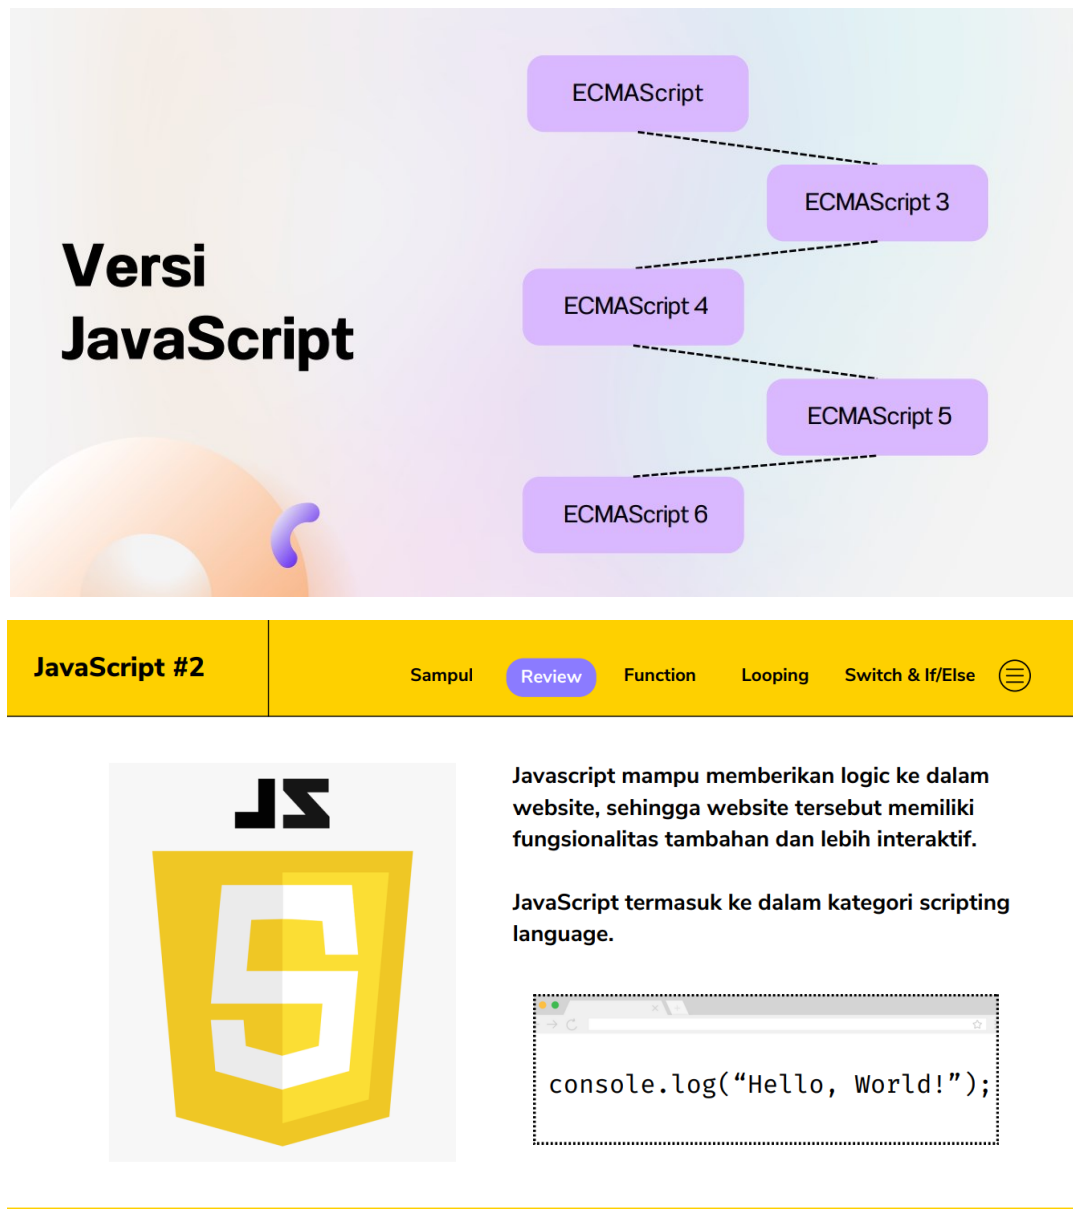 ECMAScript
ECMAScript 3
Versi
JavaScript
ECMAScript 4
ECMAScript 5
ECMAScript 6
JavaScript #2
Sampul
Review
Function
Looping
Switch & If/Else
JS
Javascript mampu memberikan logic ke dalam
website, sehingga website tersebut memiliki
fungsionalitas tambahan dan lebih interaktif.
JavaScript termasuk ke dalam kategori scripting
language.
console.log(“Hello, World!”);